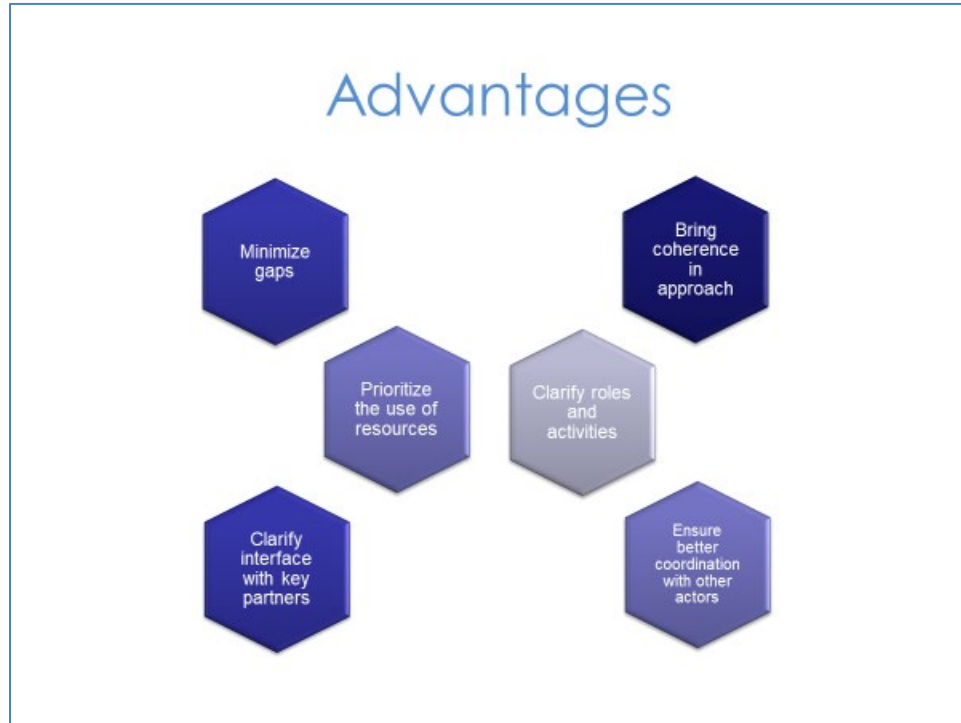 Advantages
Minimize
gaps
Bring
coherence
in
approach
Prioritize
the use of
resources
Clarify roles
and
activities
Clarify
interface
with key
partners
Ensure
better
coordination
with other
actors